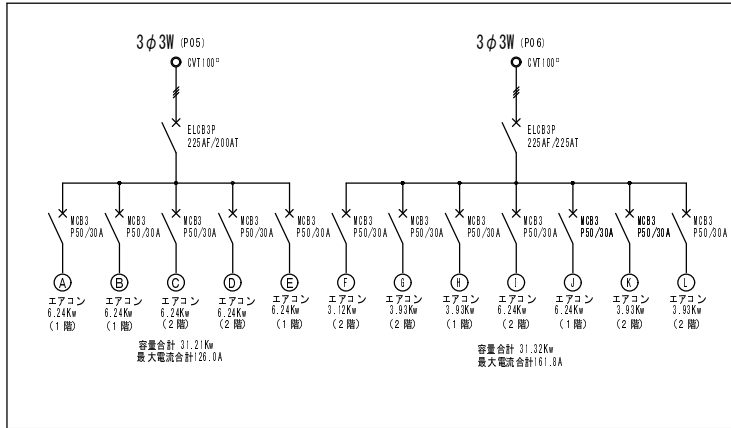 3φ3W (P05)
CVT100□
ELCB3P
225AF/200AT
MCB3
P50/30A
MCB3
P50/30A
MCB3
P50/30A
MCB3
P50/30A
MCB3
P50/30A
A
エアコン
6.24Kw
(1階)
B
エアコン
6.24Kw
(1階)
C
エアコン
6.24Kw
(2階)
D
エアコン
6.24Kw
(2階)
E
エアコン
6.24Kw
(1階)
容量合計 31.21Kw
最大電流合計126.0A
3φ3W (P06)
CVT100□
ELCB3P
225AF/225AT
MCB3
P50/30A
MCB3
P50/30A
MCB3
P50/30A
MCB3
P50/30A
MCB3
P50/30A
MCB3
P50/30A
MCB3
P50/30A
F
エアコン
3.12Kw
(2階)
G
エアコン
3.93Kw
(2階)
H
エアコン
3.93Kw
(1階)
I
エアコン
6.24Kw
(2階)
J
エアコン
6.24Kw
(1階)
K
エアコン
3.93Kw
(2階)
L
エアコン
3.93Kw
(2階)
容量合計 31.32Kw
最大電流合計161.8A